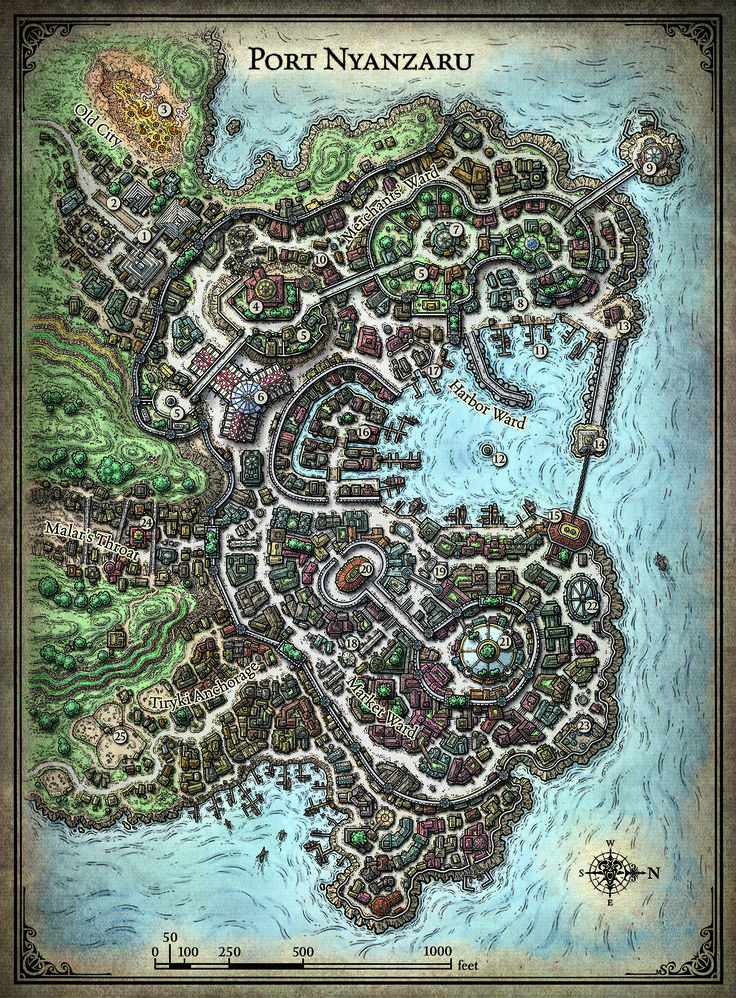 PORT NYANZARU
3
Old City
9
2
Merchants' Ward
1
7
10
5
4
8
13
5
11
17
5
6
Harbor Ward
16
14
12
15
24
Malar's Throat
20
19
22
18
21
Tiryki Anchorage
Market Ward
23
25
W
S N
E
50
0 100 250 500 1000
feet